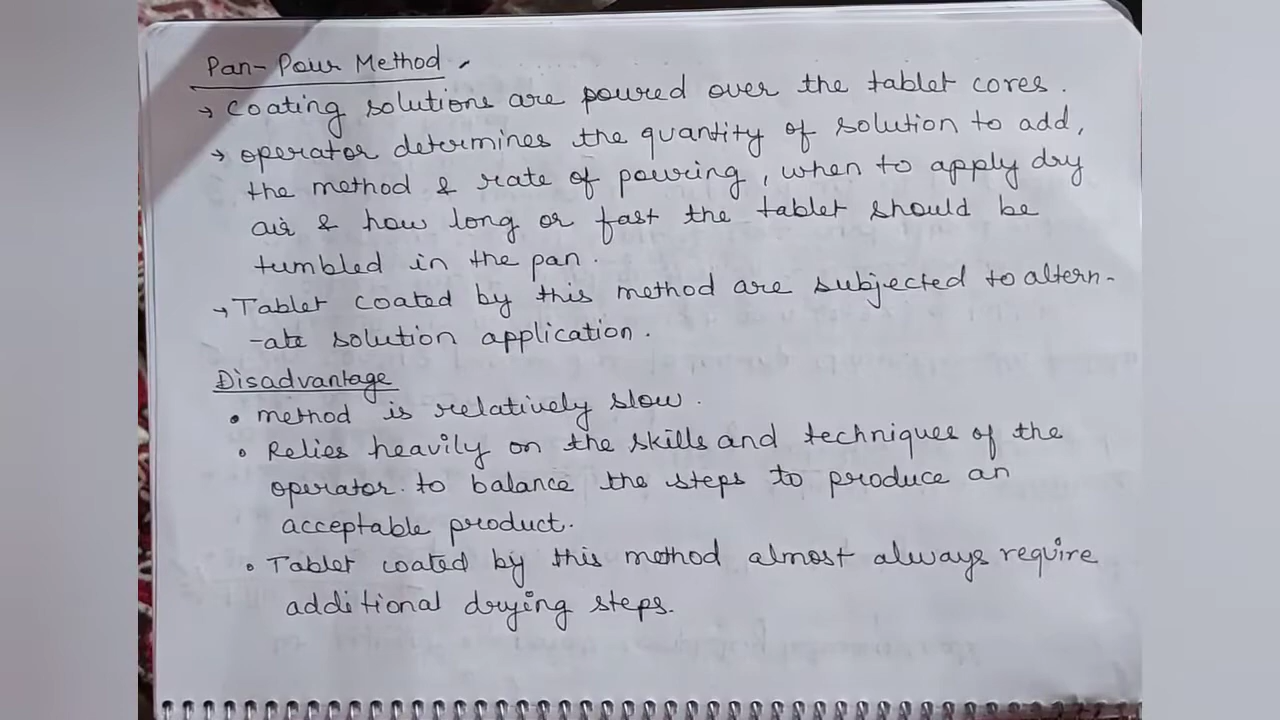 Pan-Pour Method
→ Coating solutions are poured over the tablet cores.
→ operator determines the quantity of solution to add,
the method & rate of pouring, when to apply dry
air & how long or fast the tablet should be
tumbled in the pan.
→ Tablet coated by this method are subjected to altern-
-ate solution application.
Disadvantage
• method is relatively slow.
• Relies heavily on the skills and techniques of the
operator. to balance the steps to produce an
acceptable product.
• Tablet coated by this method almost always require
additional drying steps.